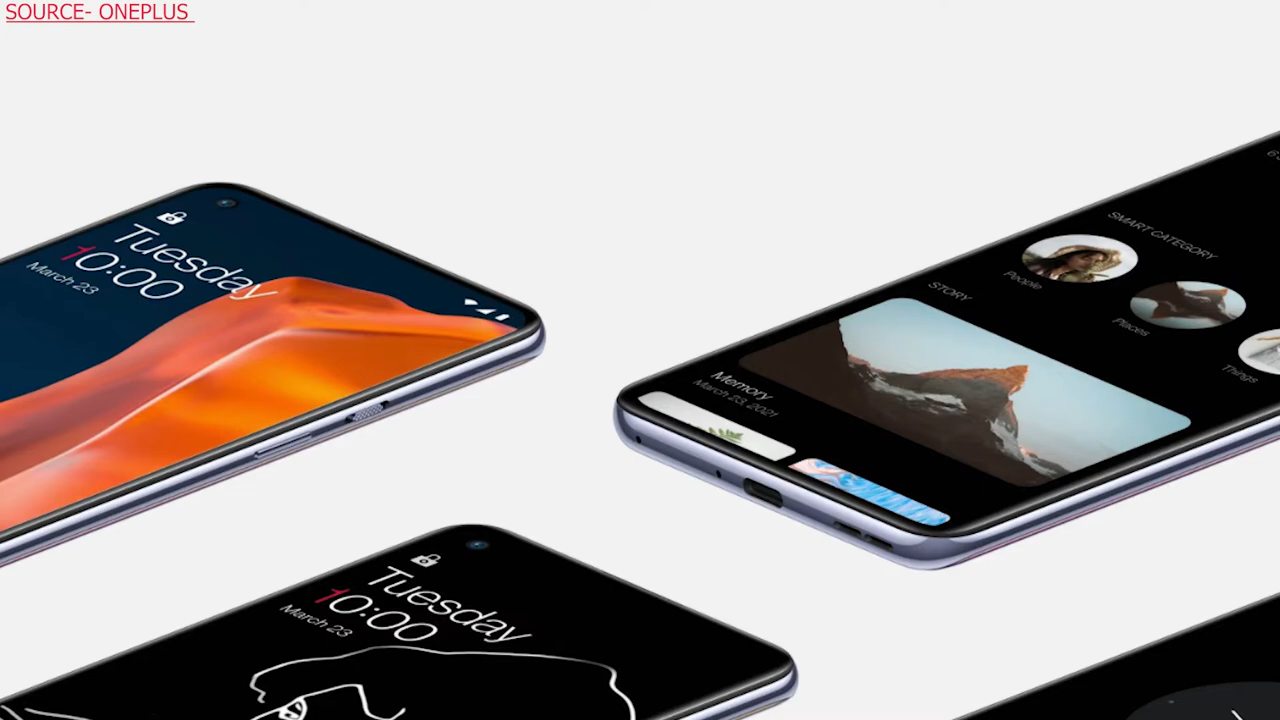 SOURCE- ONEPLUS
Tuesday
10:00
March 23
SMART CATEGORY
People
Places
Things
STORY
Memory
March 23, 2021
Tuesday
10:00
March 23